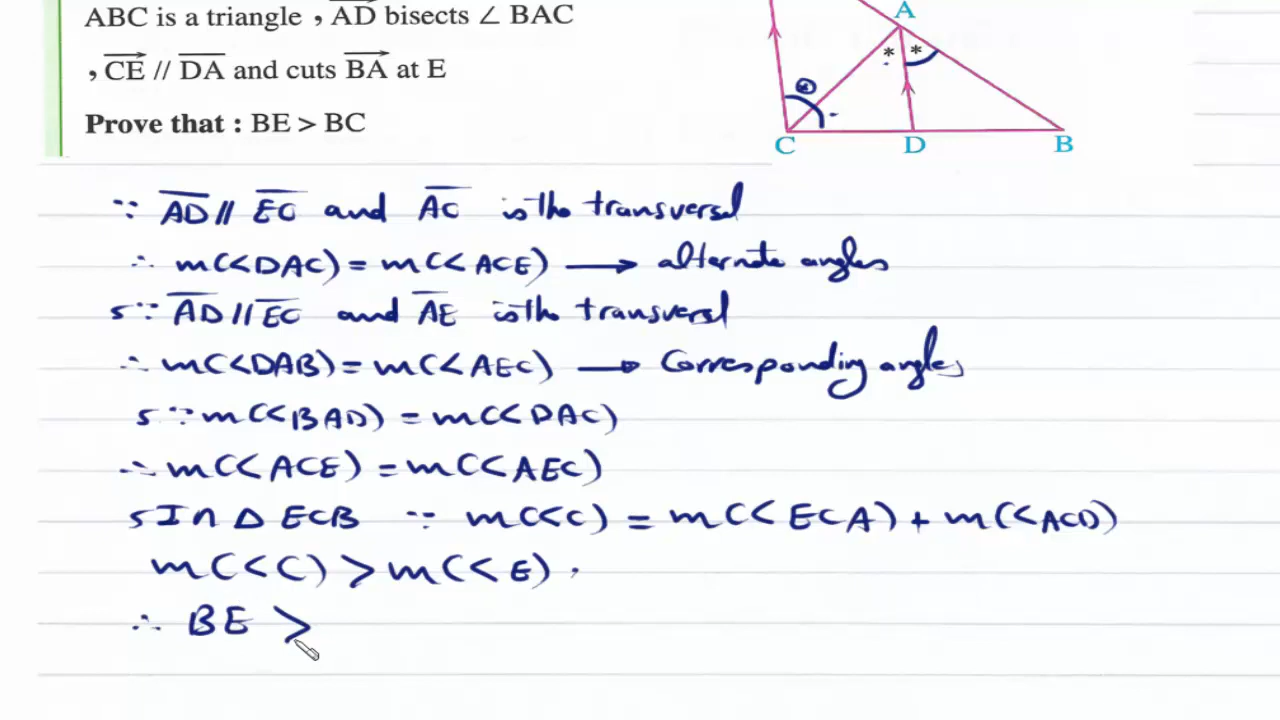 ABC is a triangle , AD bisects ∠ BAC
, CE // DA and cuts BA at E
Prove that : BE > BC
A
* *
C D B
∵ AD // EC and AC is the transversal
∴ m(<DAC) = m(<ACE) → alternate angles
, ∵ AD // EC and AE is the transversal
∴ m(<DAB) = m(<AEC) → Corresponding angles
, ∵ m(<BAD) = m(<DAC)
∴ m(<ACE) = m(<AEC)
, In Δ ECB ∵ m(<C) = m(<ECA) + m(<ACD)
m(<C) > m(<E) .
∴ BE >